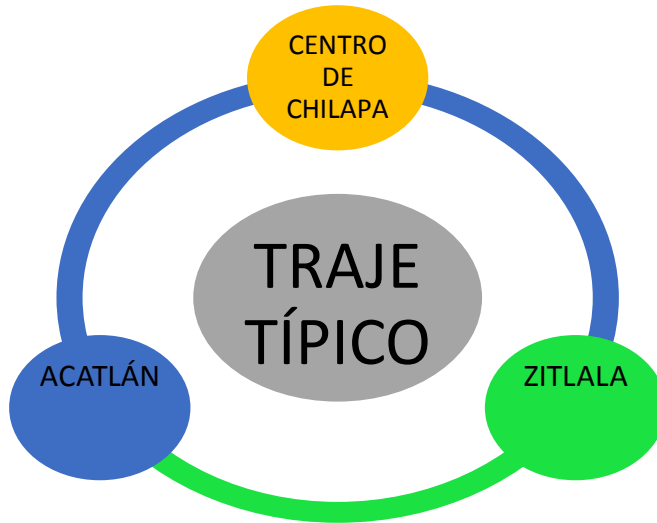 CENTRO
DE
CHILAPA
TRAJE
TÍPICO
ACATLÁN
ZITLALA